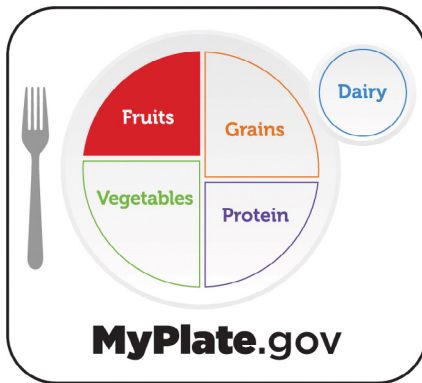 Dairy
Fruits
Grains
Vegetables
Protein
MyPlate.gov